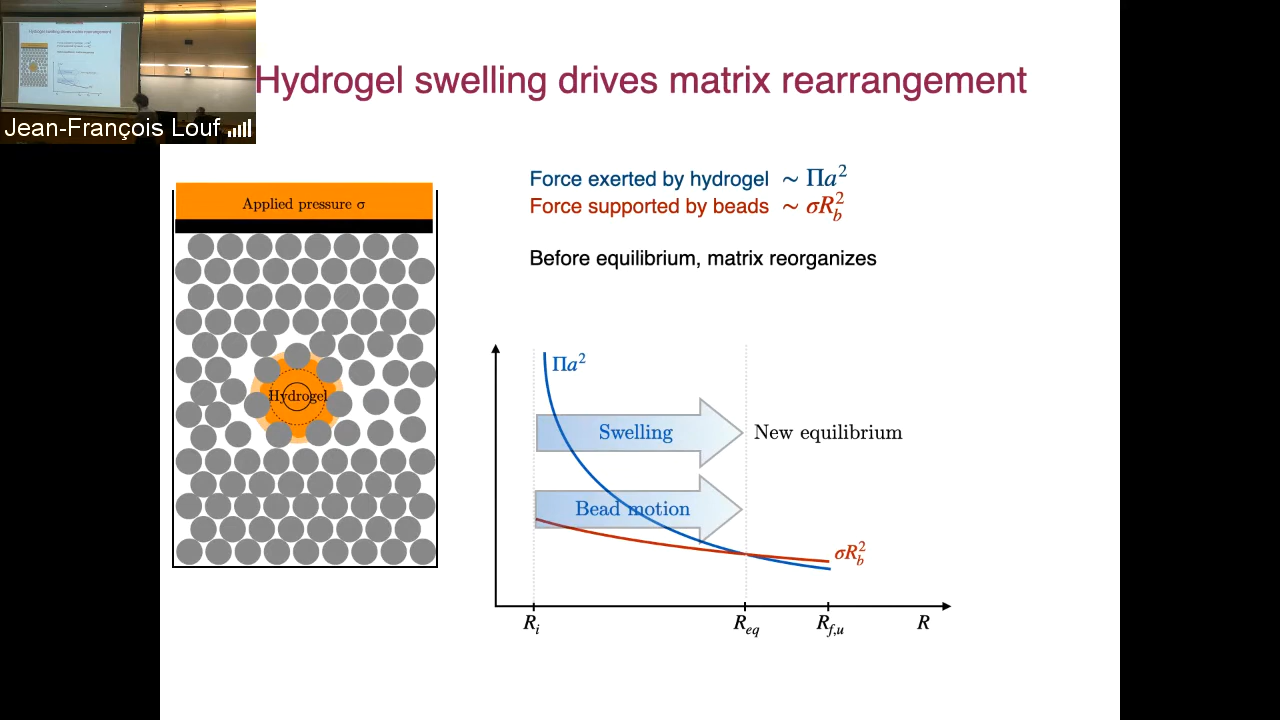 Hydrogel swelling drives matrix rearrangement
Jean-François Louf
Force exerted by hydrogel ~ Πa²
Force supported by beads ~ σR_b²
Before equilibrium, matrix reorganizes
Applied pressure σ
Hydrogel
Πa²
Swelling
New equilibrium
Bead motion
σR_b²
R_i
R_eq
R_f,u
R